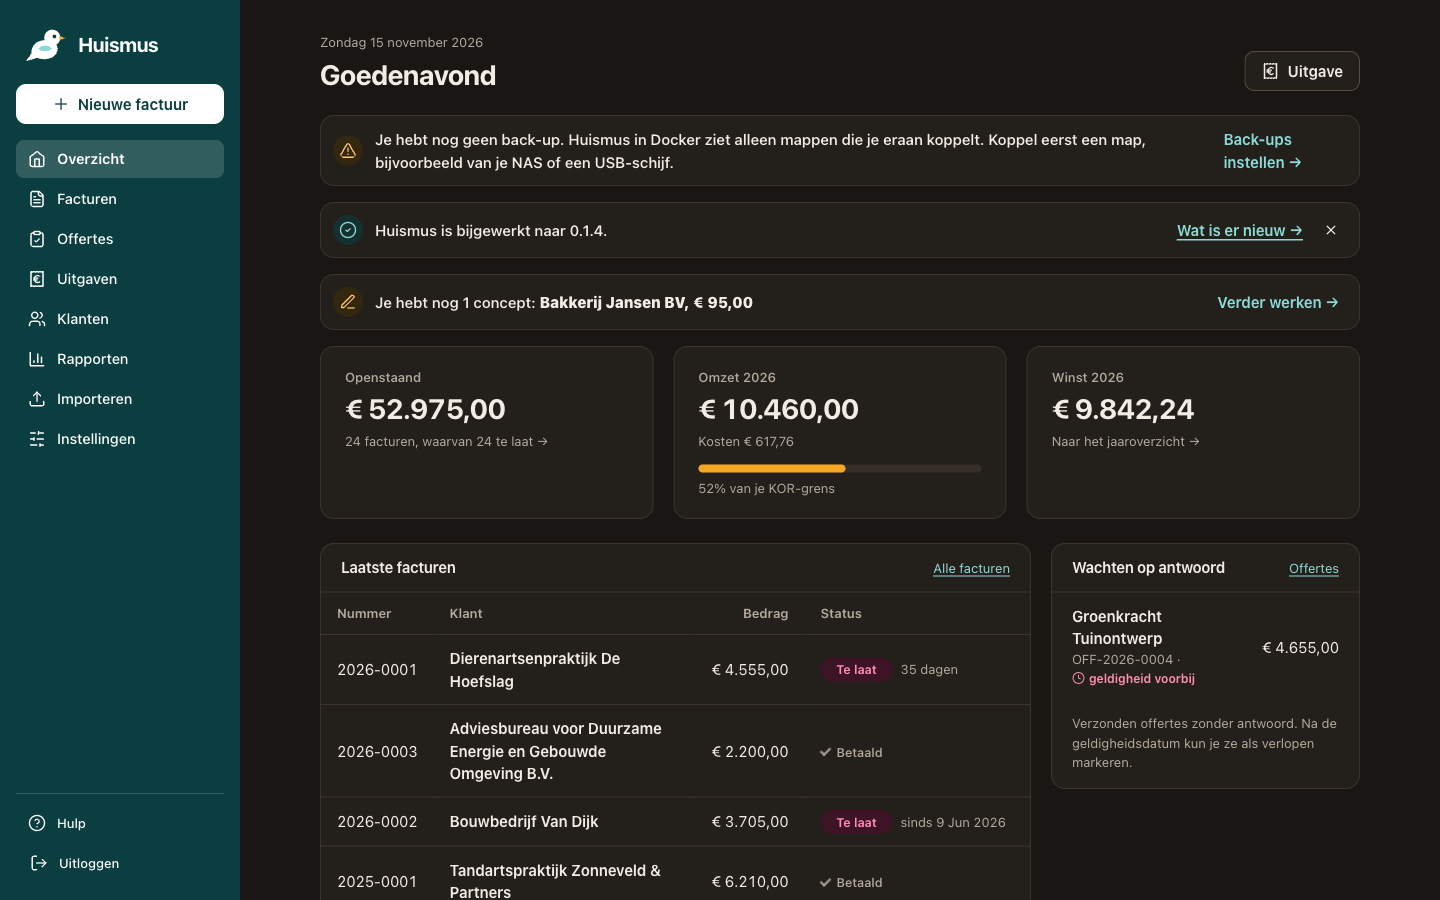 Huismus
Nieuwe factuur
Overzicht
Facturen
Offertes
Uitgaven
Klanten
Rapporten
Importeren
Instellingen
Hulp
Uitloggen
Zondag 15 november 2026
Goedenavond
Uitgave
Je hebt nog geen back-up. Huismus in Docker ziet alleen mappen die je eraan koppelt. Koppel eerst een map,
bijvoorbeeld van je NAS of een USB-schijf.
Back-ups
instellen →
Huismus is bijgewerkt naar 0.1.4.
Wat is er nieuw →
Je hebt nog 1 concept: Bakkerij Jansen BV, € 95,00
Verder werken →
Openstaand
€ 52.975,00
24 facturen, waarvan 24 te laat →
Omzet 2026
€ 10.460,00
Kosten € 617,76
52% van je KOR-grens
Winst 2026
€ 9.842,24
Naar het jaaroverzicht →
Laatste facturen
Alle facturen
Nummer Klant Bedrag Status
2026-0001 Dierenartsenpraktijk De € 4.555,00 Te laat 35 dagen
Hoefslag
Adviesbureau voor Duurzame
2026-0003 Energie en Gebouwde € 2.200,00 Betaald
Omgeving B.V.
2026-0002 Bouwbedrijf Van Dijk € 3.705,00 Te laat sinds 9 Jun 2026
2025-0001 Tandartspraktijk Zonneveld & € 6.210,00 Betaald
Partners
Wachten op antwoord
Offertes
Groenkracht
Tuinontwerp
€ 4.655,00
OFF-2026-0004 ·
geldigheid voorbij
Verzonden offertes zonder antwoord. Na de
geldigheidsdatum kun je ze als verlopen
markeren.